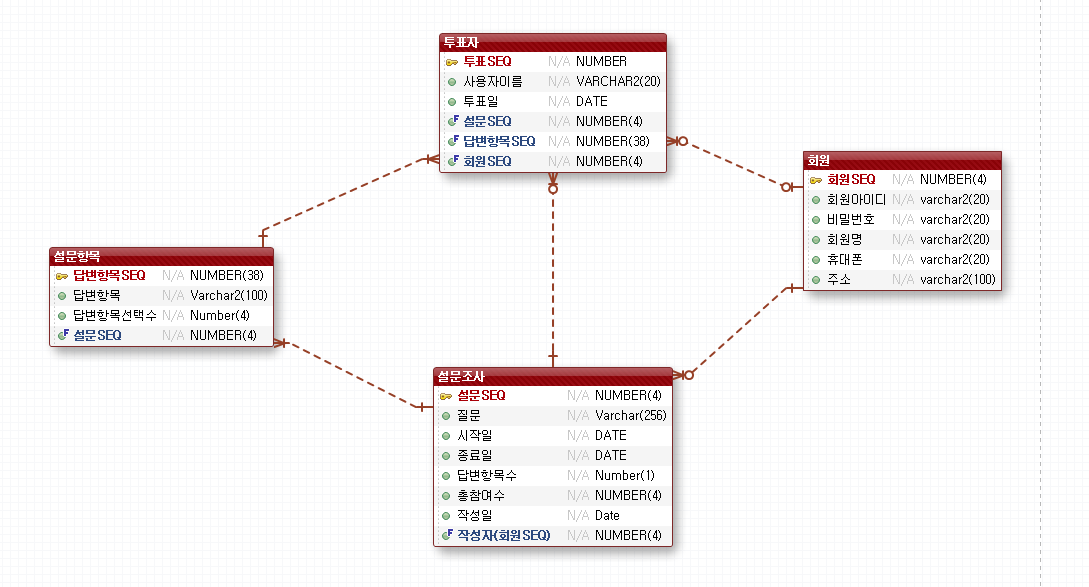 투표자
투표SEQ N/A NUMBER
사용자이름 N/A VARCHAR2(20)
투표일 N/A DATE
설문SEQ N/A NUMBER(4)
답변항목SEQ N/A NUMBER(38)
회원SEQ N/A NUMBER(4)
회원
회원SEQ N/A NUMBER(4)
회원아이디 N/A varchar2(20)
비밀번호 N/A varchar2(20)
회원명 N/A varchar2(20)
휴대폰 N/A varchar2(20)
주소 N/A varchar2(100)
설문항목
답변항목SEQ N/A NUMBER(38)
답변항목 N/A Varchar2(100)
답변항목선택수 N/A Number(4)
설문SEQ N/A NUMBER(4)
설문조사
설문SEQ N/A NUMBER(4)
질문 N/A Varchar(256)
시작일 N/A DATE
종료일 N/A DATE
답변항목수 N/A Number(1)
총참여수 N/A NUMBER(4)
작성일 N/A Date
작성자(회원SEQ) N/A NUMBER(4)